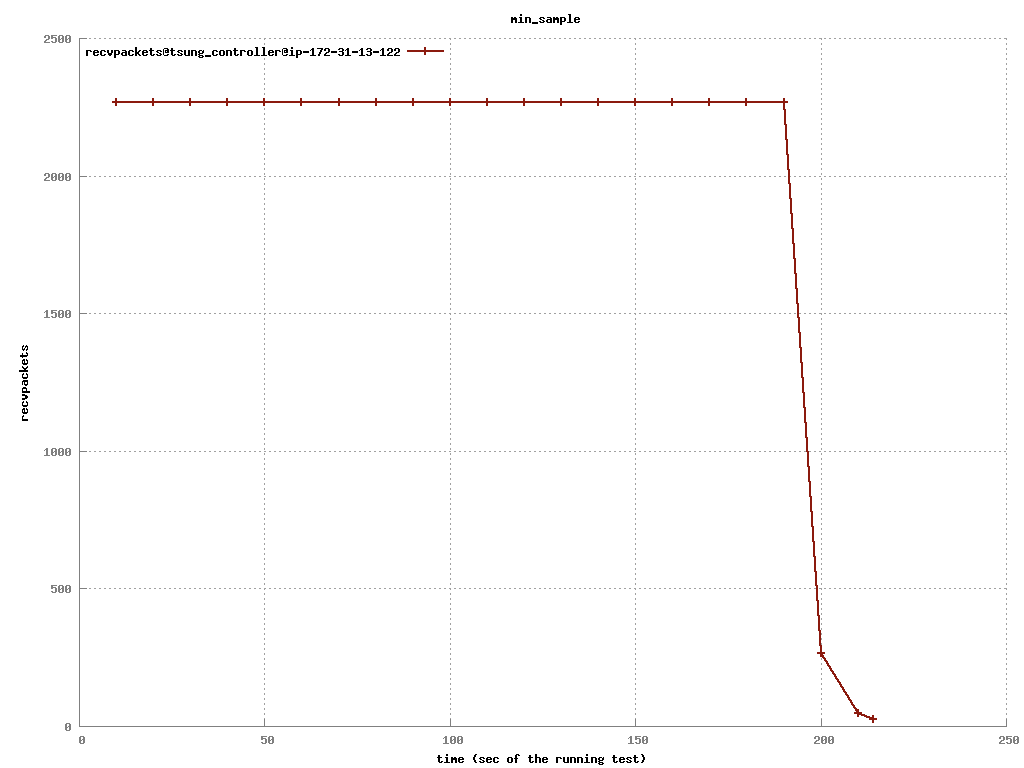 min_sample
2500
recvpackets@tsung_controller@ip-172-31-13-122
2000
1500
recvpackets
1000
500
0
0 50 100 150 200 250
time (sec of the running test)